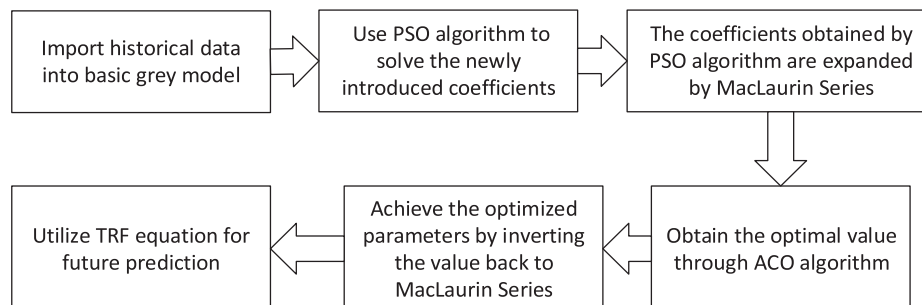 Import historical data
into basic grey model
Use PSO algorithm to
solve the newly
introduced coefficients
The coefficients obtained by
PSO algorithm are expanded
by MacLaurin Series
Obtain the optimal value
through ACO algorithm
Achieve the optimized
parameters by inverting
the value back to
MacLaurin Series
Utilize TRF equation for
future prediction